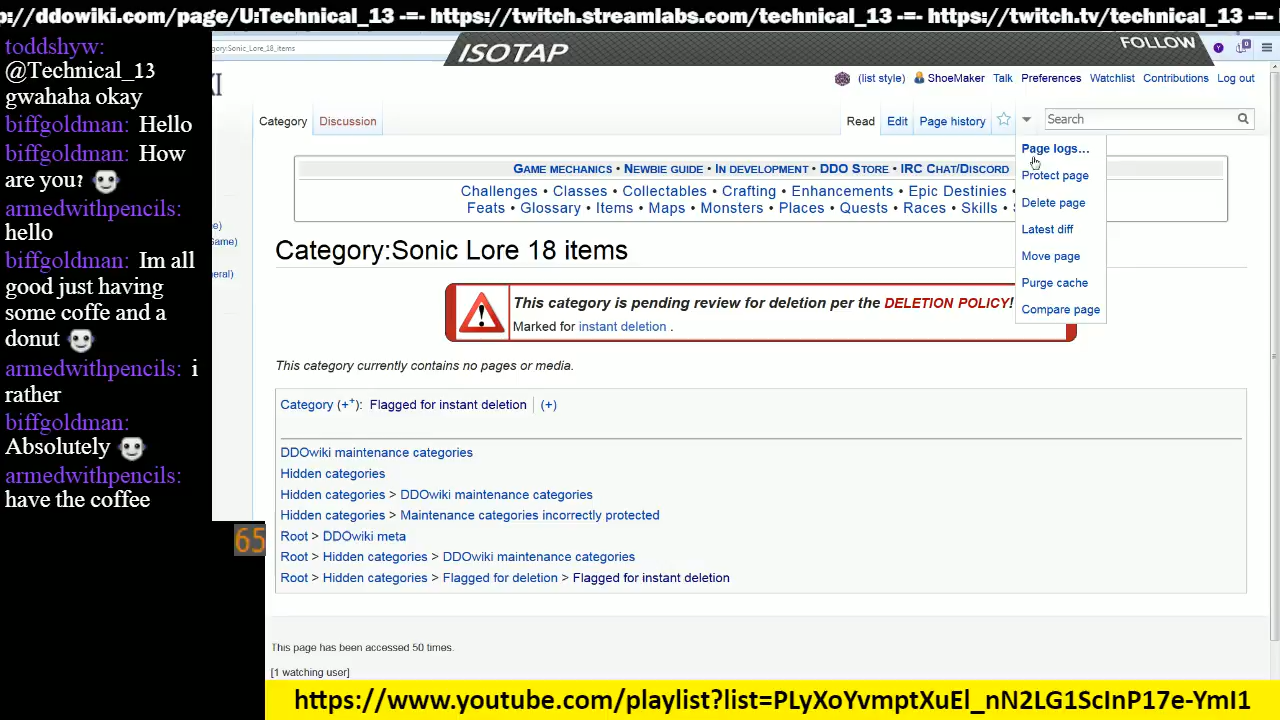 p://ddowiki.com/page/U:Technical_13 -=- https://twitch.streamlabs.com/technical_13 -=- https://twitch.tv/technical_13 -=-
toddshyw:
@Technical_13
gwahaha okay
biffgoldman: Hello
biffgoldman: How
are you?
armedwithpencils:
hello
biffgoldman: Im all
good just having
some coffe and a
donut
armedwithpencils: i
rather
biffgoldman:
Absolutely
armedwithpencils:
have the coffee
65
tegory:Sonic_Lore_18_items
ISOTAP
FOLLOW
KI
(list style) ShoeMaker Talk Preferences Watchlist Contributions Log out
Category Discussion
Read Edit Page history
Search
Page logs...
Protect page
Delete page
Latest diff
Move page
Purge cache
Compare page
e)
Game)
eral)
GAME MECHANICS • NEWBIE GUIDE • IN DEVELOPMENT • DDO STORE • IRC CHAT/DISCORD
Challenges • Classes • Collectables • Crafting • Enhancements • Epic Destinies •
Feats • Glossary • Items • Maps • Monsters • Places • Quests • Races • Skills •
Category:Sonic Lore 18 items
This category is pending review for deletion per the DELETION POLICY!
Marked for instant deletion .
This category currently contains no pages or media.
Category (+⁺): Flagged for instant deletion (+)
DDOwiki maintenance categories
Hidden categories
Hidden categories > DDOwiki maintenance categories
Hidden categories > Maintenance categories incorrectly protected
Root > DDOwiki meta
Root > Hidden categories > DDOwiki maintenance categories
Root > Hidden categories > Flagged for deletion > Flagged for instant deletion
This page has been accessed 50 times.
[1 watching user]
https://www.youtube.com/playlist?list=PLyXoYvmptXuEl_nN2LG1ScInP17e-YmI1